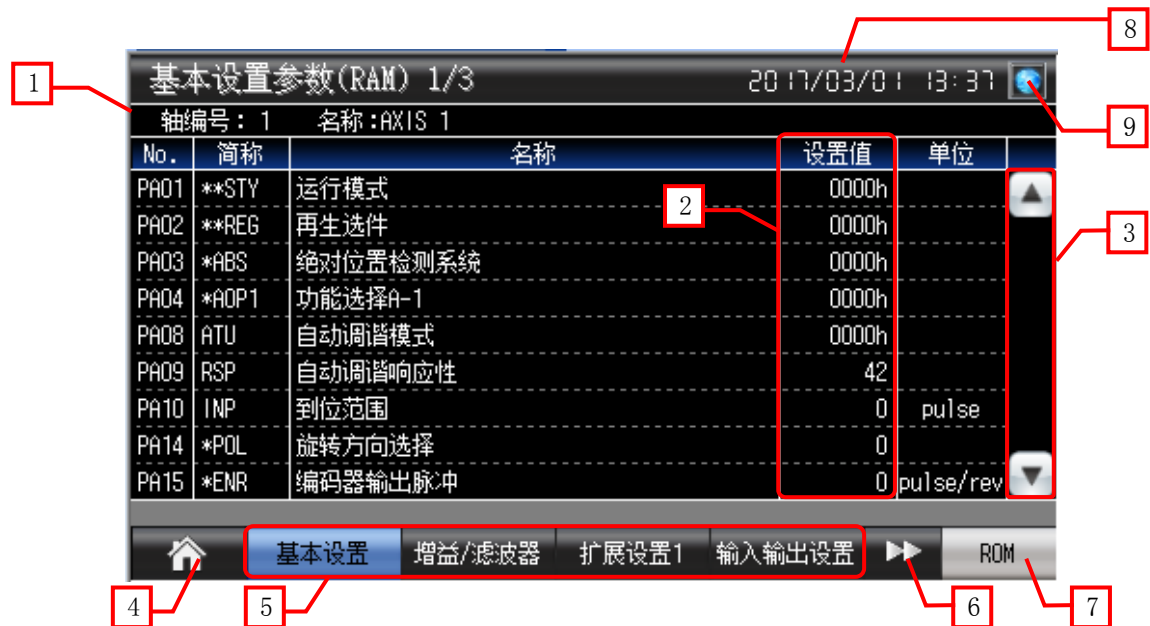 8
基本设置参数(RAM) 1/3 2017/03/01 13:37
1
轴编号: 1 名称:AXIS 1
9
No. 简称 名称 设置值 单位
PA01 **STY 运行模式 0000h
2
PA02 **REG 再生选件 0000h
3
PA03 *ABS 绝对位置检测系统 0000h
PA04 *AOP1 功能选择A-1 0000h
PA08 ATU 自动调谐模式 0000h
PA09 RSP 自动调谐响应性 42
PA10 INP 到位范围 0 pulse
PA14 *POL 旋转方向选择 0
PA15 *ENR 编码器输出脉冲 0 pulse/rev
基本设置 增益/滤波器 扩展设置1 输入输出设置 ROM
4 5 6 7